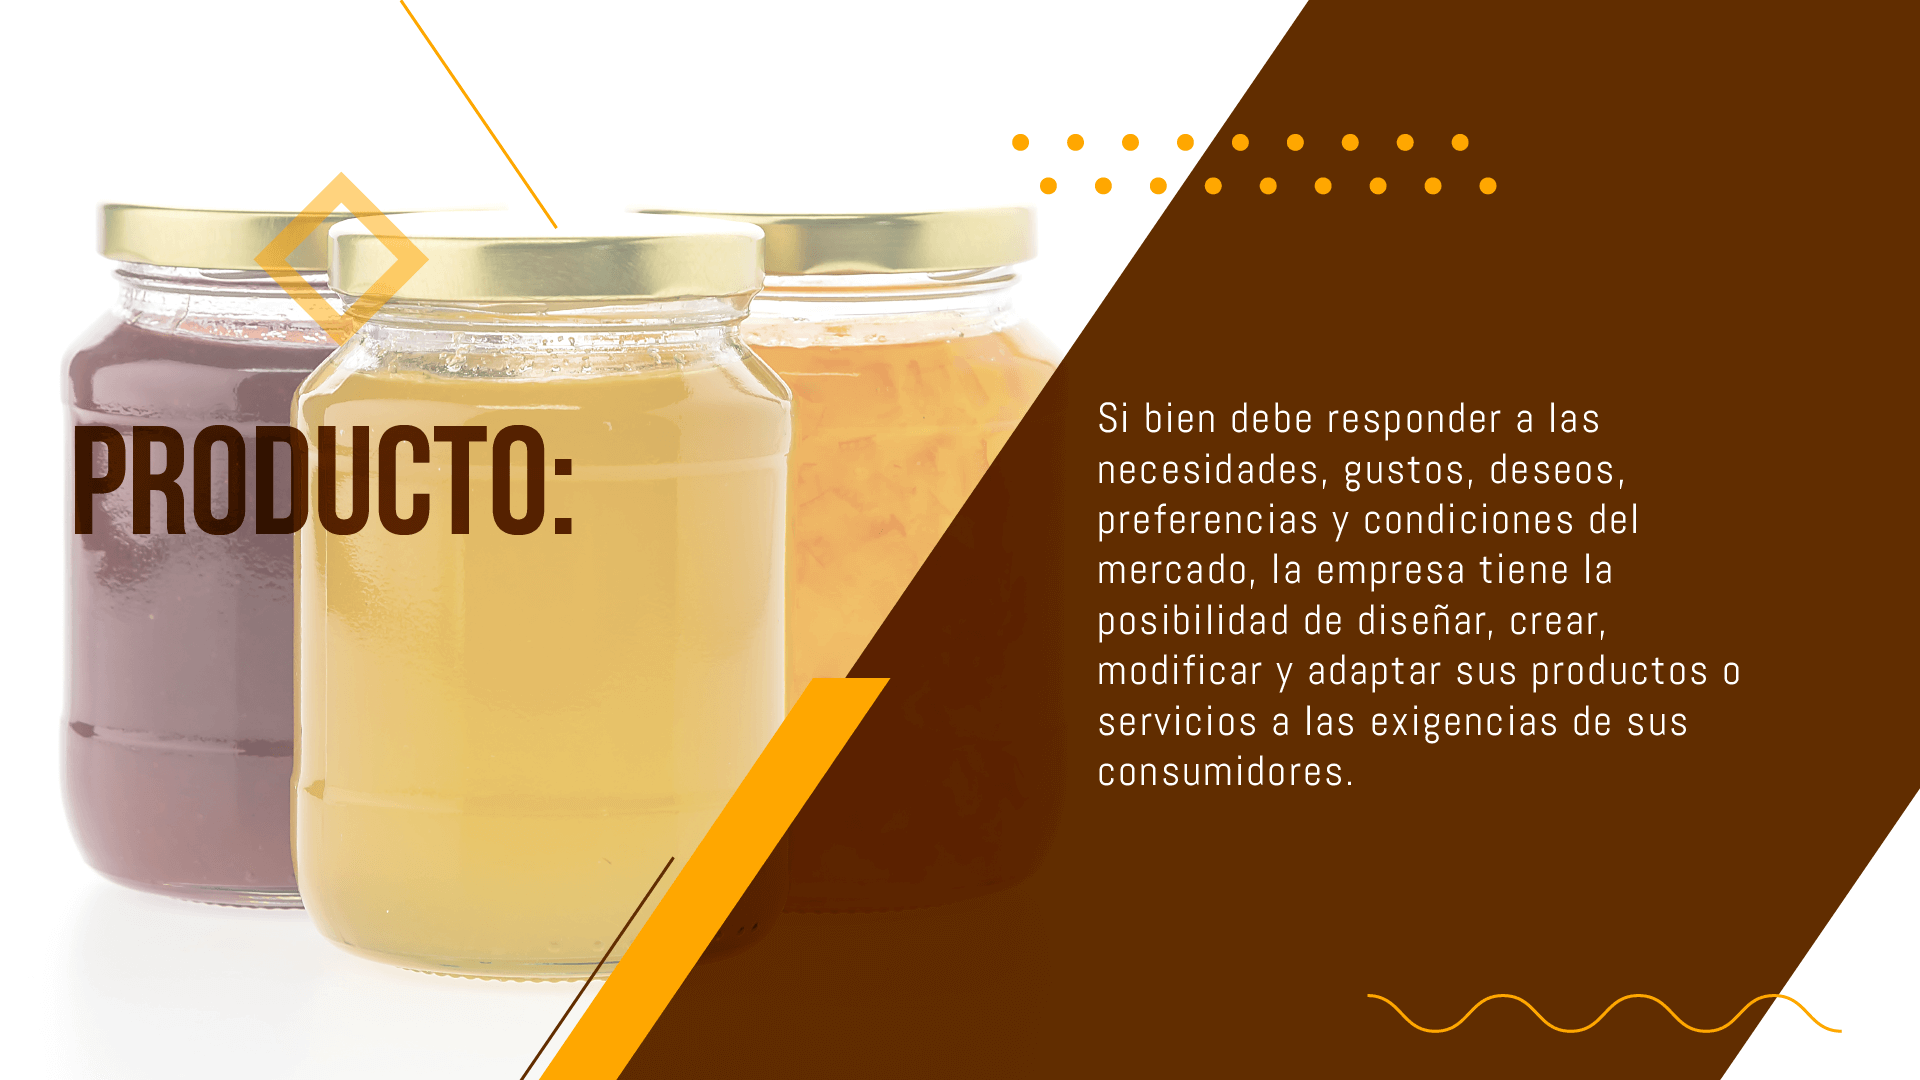 PRODUCTO:
Si bien debe responder a las
necesidades, gustos, deseos,
preferencias y condiciones del
mercado, la empresa tiene la
posibilidad de diseñar, crear,
modificar y adaptar sus productos o
servicios a las exigencias de sus
consumidores.